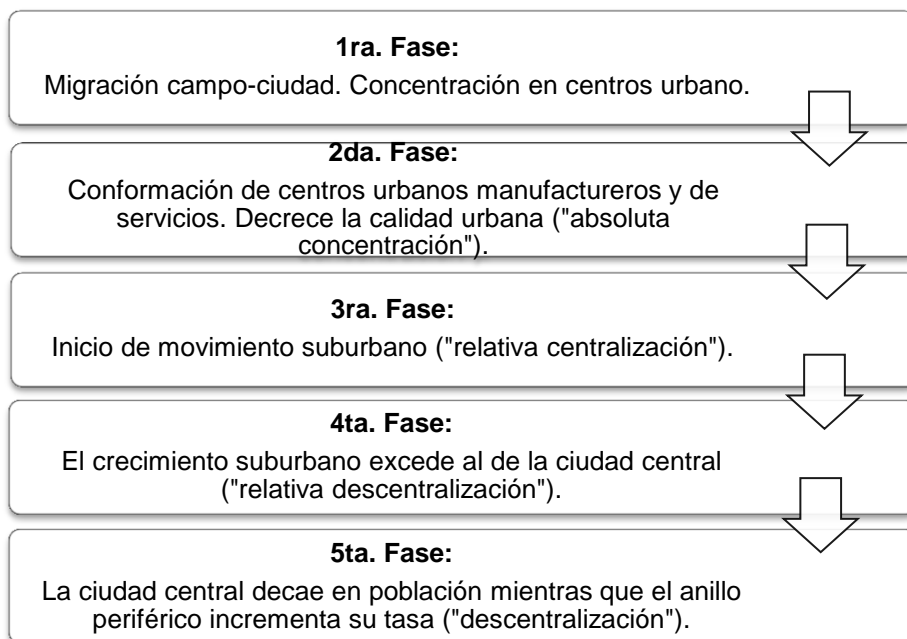 1ra. Fase:
Migración campo-ciudad. Concentración en centros urbano.
2da. Fase:
Conformación de centros urbanos manufactureros y de
servicios. Decrece la calidad urbana ("absoluta
concentración").
3ra. Fase:
Inicio de movimiento suburbano ("relativa centralización").
4ta. Fase:
El crecimiento suburbano excede al de la ciudad central
("relativa descentralización").
5ta. Fase:
La ciudad central decae en población mientras que el anillo
periférico incrementa su tasa ("descentralización").